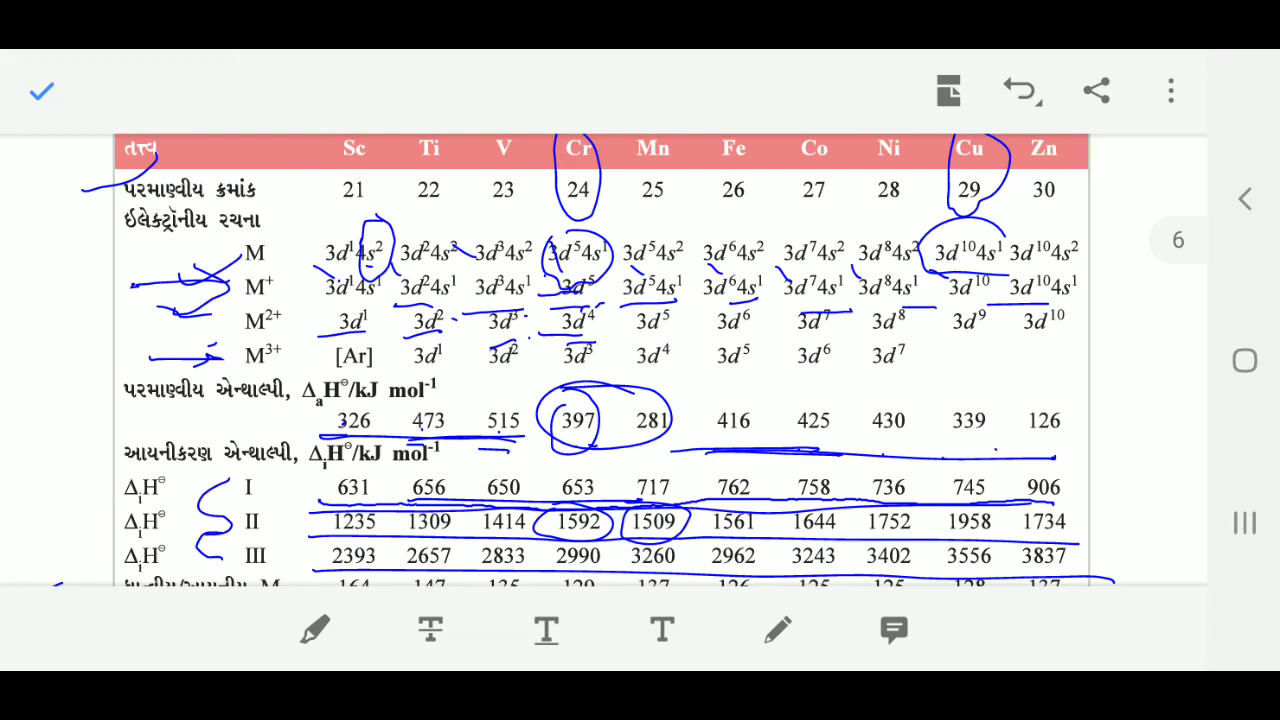 તત્ત્વ Sc Ti V Cr Mn Fe Co Ni Cu Zn
પરમાણ્વીય ક્રમાંક 21 22 23 24 25 26 27 28 29 30
ઇલેક્ટ્રૉનીય રચના
M 3d¹4s² 3d²4s² 3d³4s² 3d⁵4s¹ 3d⁵4s² 3d⁶4s² 3d⁷4s² 3d⁸4s² 3d¹⁰4s¹ 3d¹⁰4s²
M⁺ 3d¹4s¹ 3d²4s¹ 3d³4s¹ 3d⁵ 3d⁵4s¹ 3d⁶4s¹ 3d⁷4s¹ 3d⁸4s¹ 3d¹⁰ 3d¹⁰4s¹
M²⁺ 3d¹ 3d² 3d³ 3d⁴ 3d⁵ 3d⁶ 3d⁷ 3d⁸ 3d⁹ 3d¹⁰
M³⁺ [Ar] 3d¹ 3d² 3d³ 3d⁴ 3d⁵ 3d⁶ 3d⁷
પરમાણ્વીય એન્થાલ્પી, ΔₐH⊖/kJ mol⁻¹
326 473 515 397 281 416 425 430 339 126
આયનીકરણ એન્થાલ્પી, ΔᵢH⊖/kJ mol⁻¹
ΔᵢH⊖ I 631 656 650 653 717 762 758 736 745 906
ΔᵢH⊖ II 1235 1309 1414 1592 1509 1561 1644 1752 1958 1734
ΔᵢH⊖ III 2393 2657 2833 2990 3260 2962 3243 3402 3556 3837
6